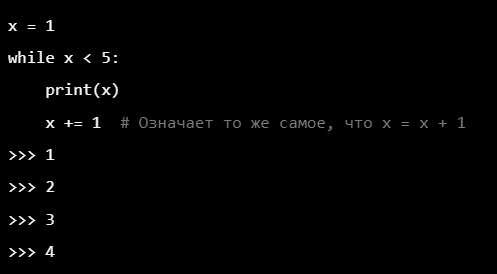 x = 1
while x < 5:
    print(x)
    x += 1  # Означает то же самое, что x = x + 1
>>> 1
>>> 2
>>> 3
>>> 4